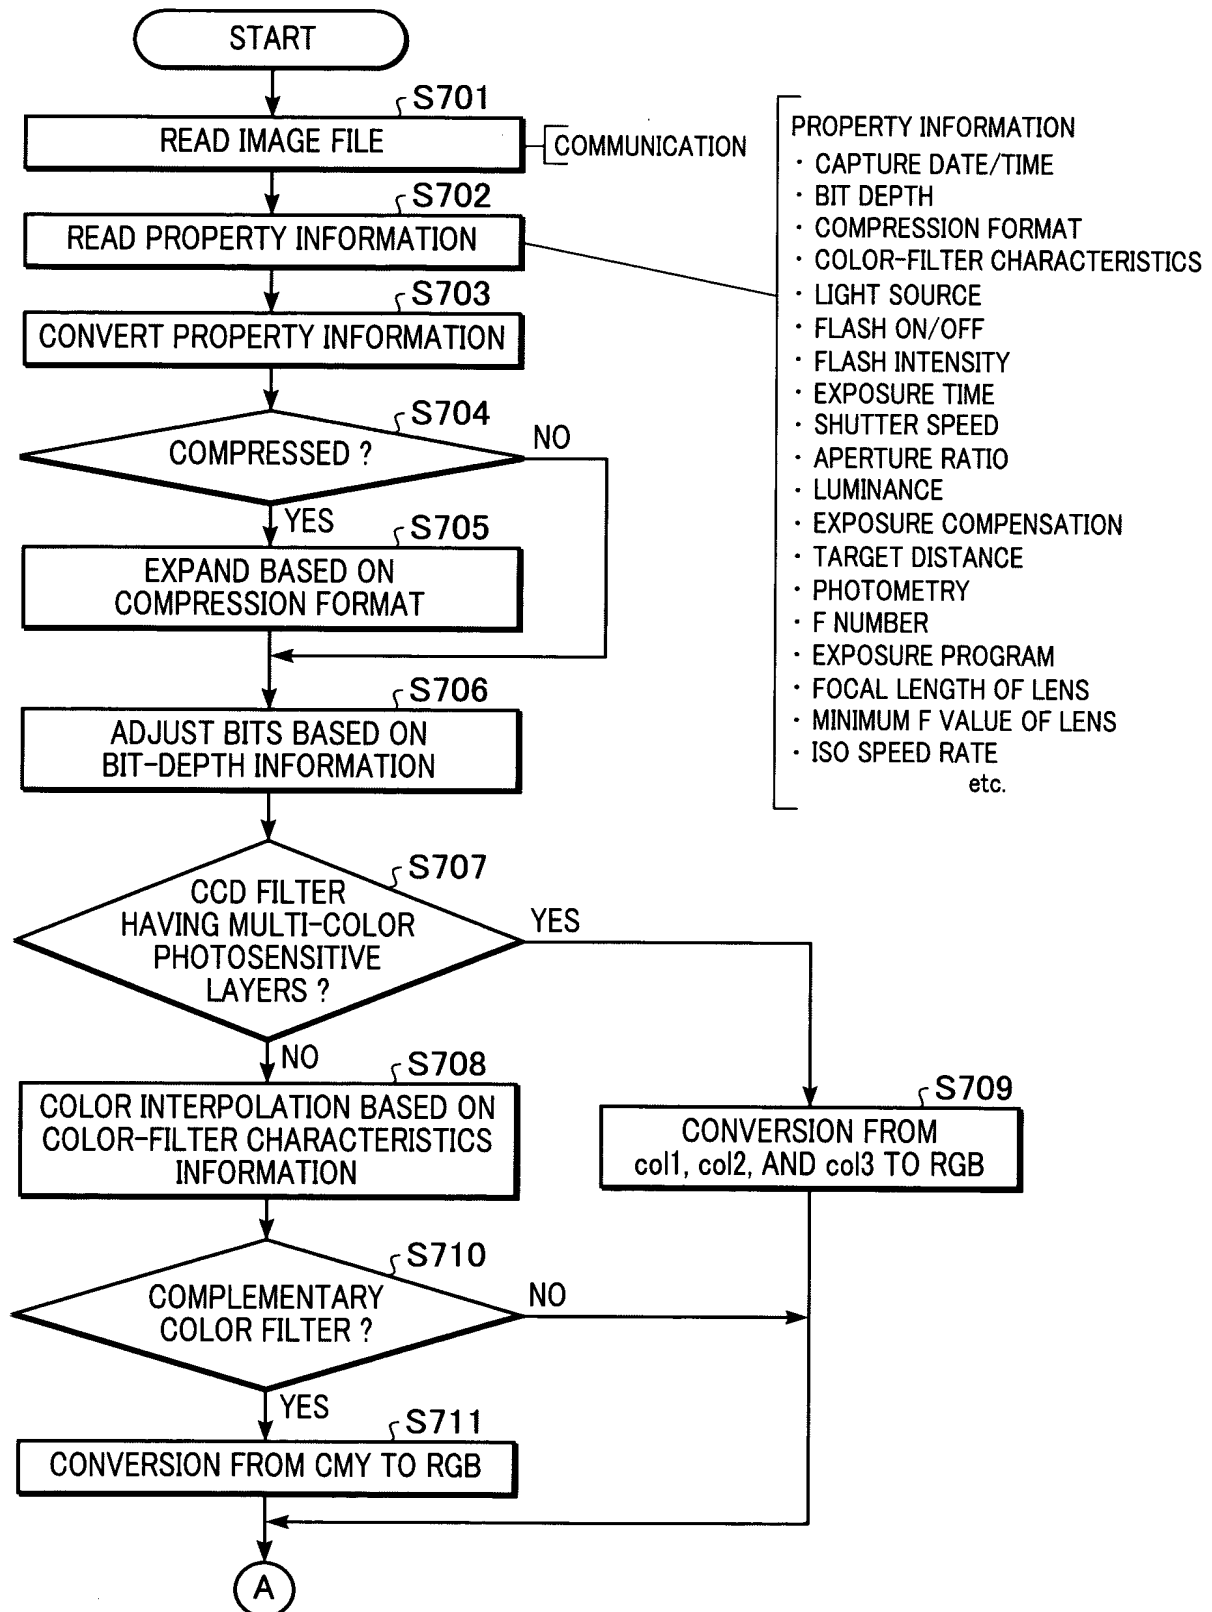 START
S701
READ IMAGE FILE
COMMUNICATION
S702
READ PROPERTY INFORMATION
S703
CONVERT PROPERTY INFORMATION
S704
COMPRESSED ?
NO
YES
S705
EXPAND BASED ON
COMPRESSION FORMAT
S706
ADJUST BITS BASED ON
BIT-DEPTH INFORMATION
S707
CCD FILTER
HAVING MULTI-COLOR
PHOTOSENSITIVE
LAYERS ?
YES
NO
S708
COLOR INTERPOLATION BASED ON
COLOR-FILTER CHARACTERISTICS
INFORMATION
S709
CONVERSION FROM
col1, col2, AND col3 TO RGB
S710
COMPLEMENTARY
COLOR FILTER ?
NO
YES
S711
CONVERSION FROM CMY TO RGB
A
PROPERTY INFORMATION
・CAPTURE DATE/TIME
・BIT DEPTH
・COMPRESSION FORMAT
・COLOR-FILTER CHARACTERISTICS
・LIGHT SOURCE
・FLASH ON/OFF
・FLASH INTENSITY
・EXPOSURE TIME
・SHUTTER SPEED
・APERTURE RATIO
・LUMINANCE
・EXPOSURE COMPENSATION
・TARGET DISTANCE
・PHOTOMETRY
・F NUMBER
・EXPOSURE PROGRAM
・FOCAL LENGTH OF LENS
・MINIMUM F VALUE OF LENS
・ISO SPEED RATE
etc.